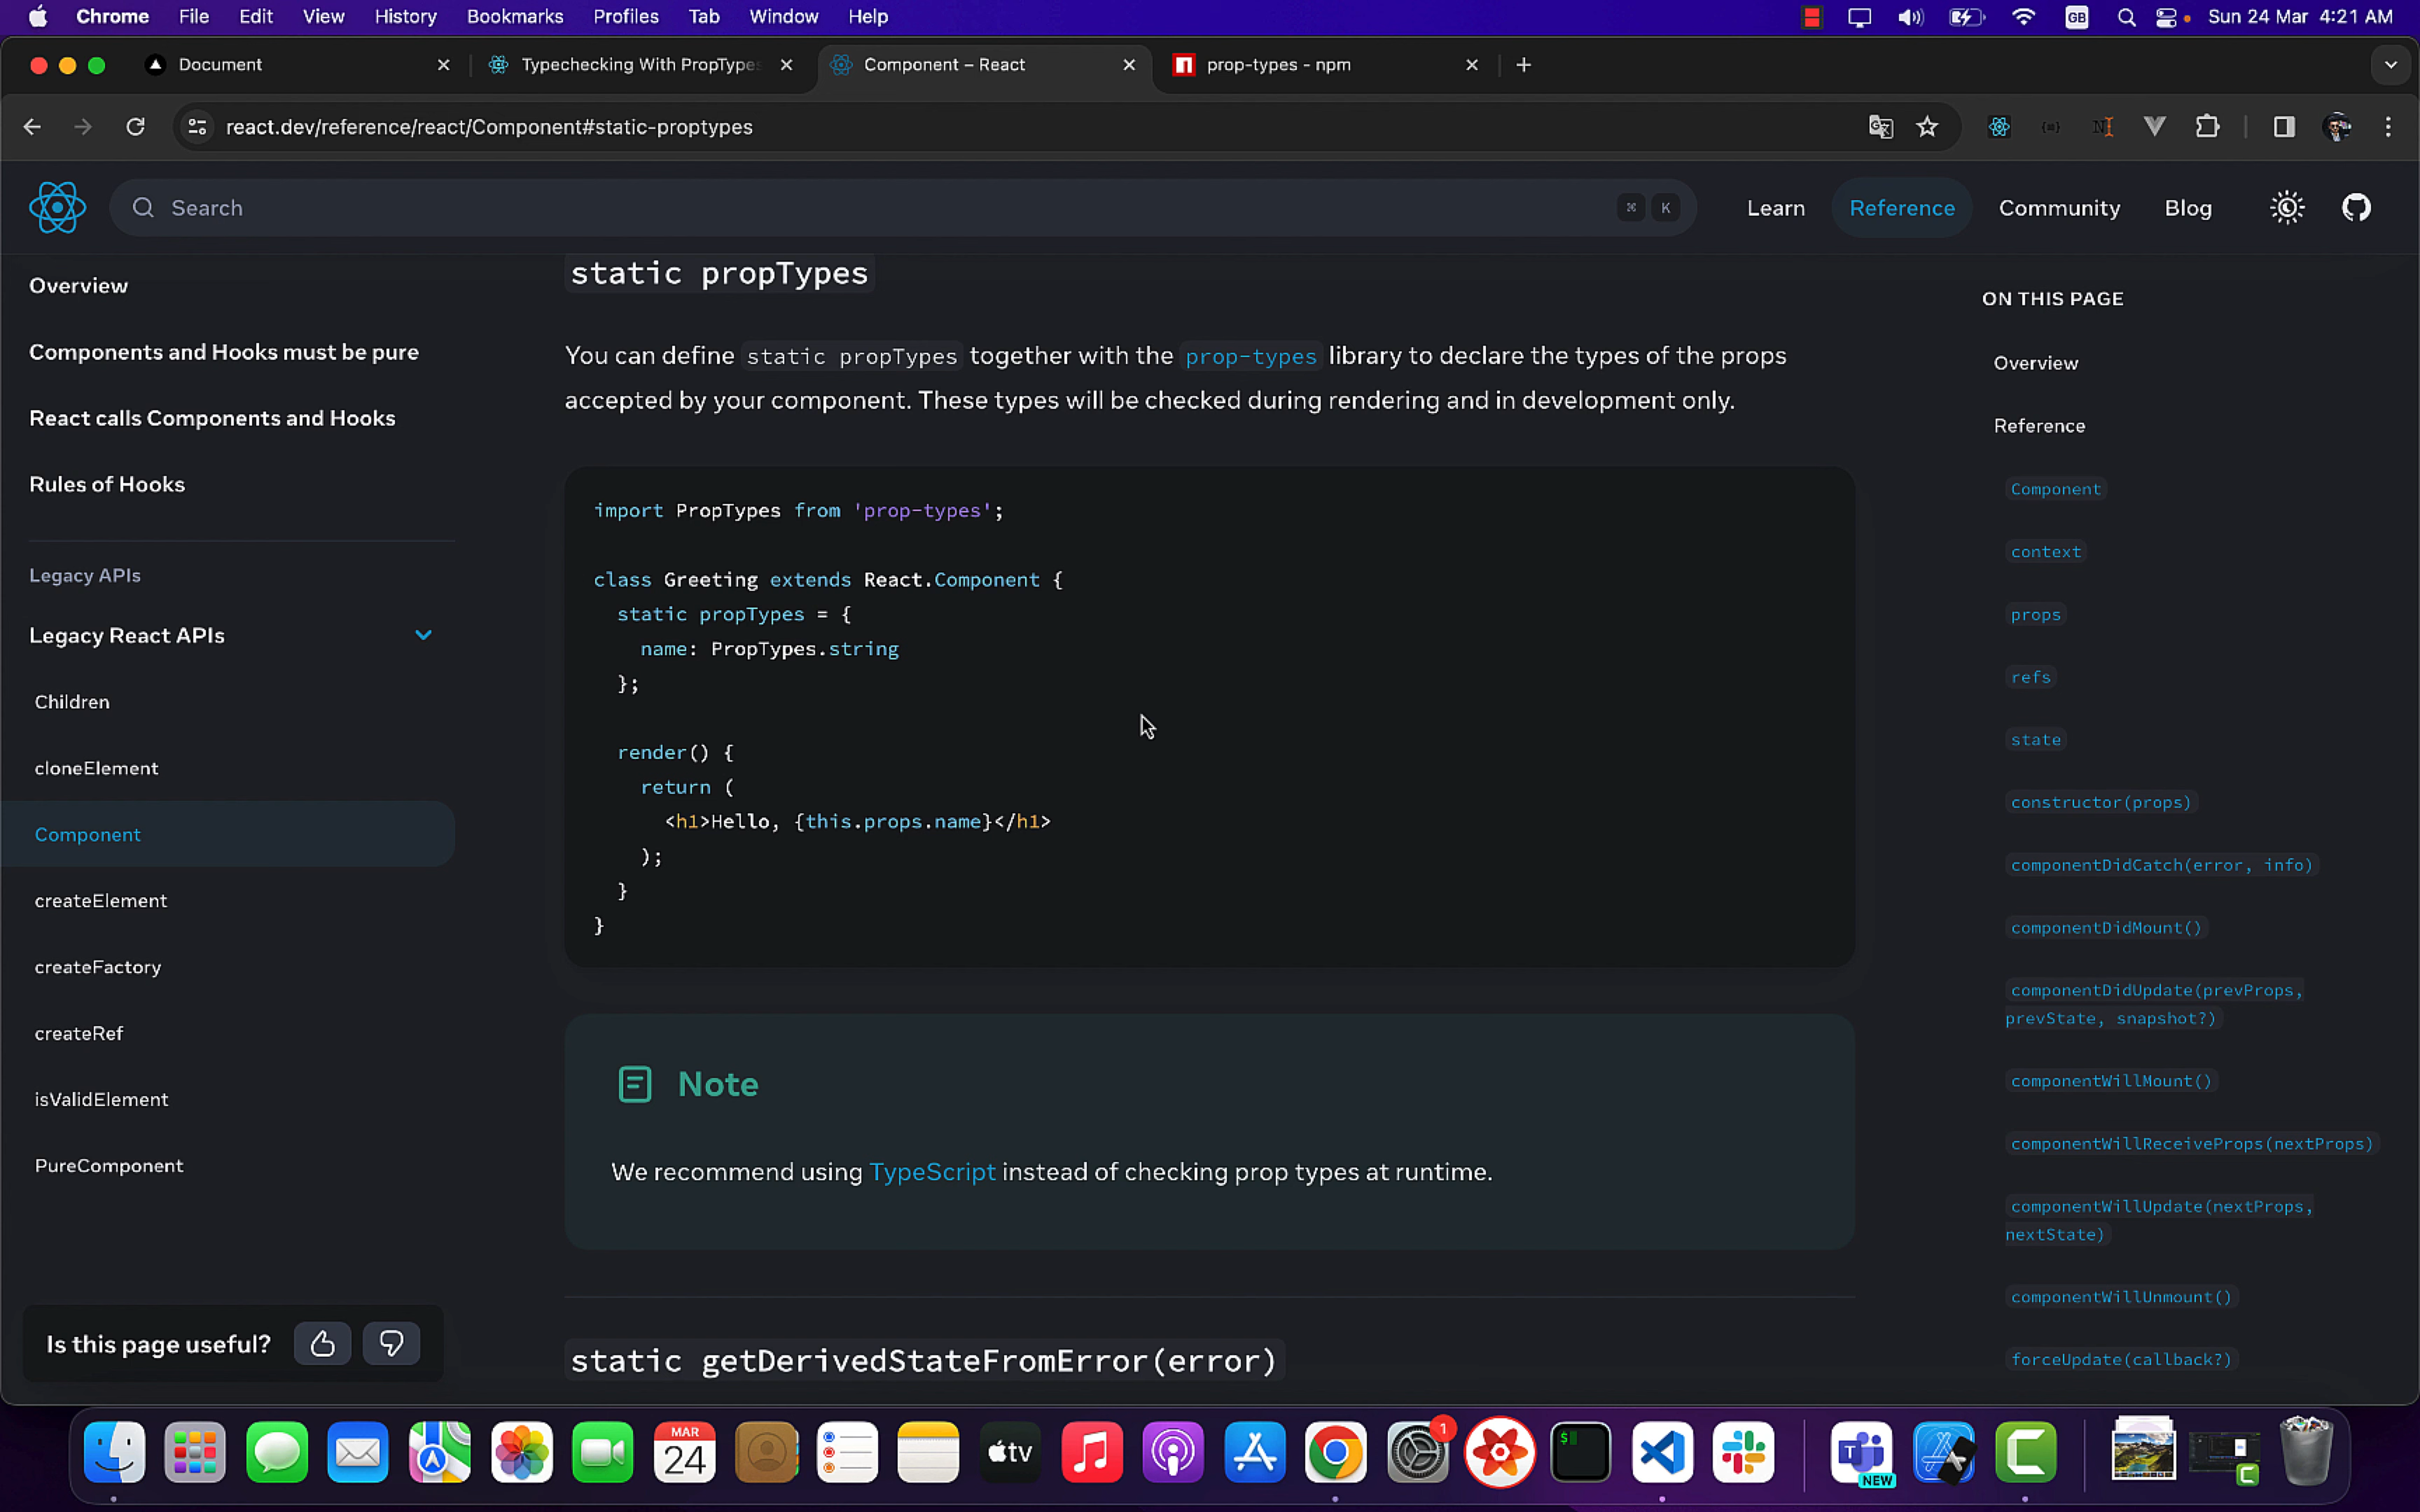 Chrome File Edit View History Bookmarks Profiles Tab Window Help GB Sun 24 Mar 4:21 AM
Document Typechecking With PropTypes Component – React prop-types - npm
react.dev/reference/react/Component#static-proptypes
Search ⌘ K Learn Reference Community Blog
Overview
Components and Hooks must be pure
React calls Components and Hooks
Rules of Hooks
Legacy APIs
Legacy React APIs
Children
cloneElement
Component
createElement
createFactory
createRef
isValidElement
PureComponent
Is this page useful?
static propTypes
You can define static propTypes together with the prop-types library to declare the types of the props
accepted by your component. These types will be checked during rendering and in development only.
import PropTypes from 'prop-types';
class Greeting extends React.Component {
static propTypes = {
name: PropTypes.string
};
render() {
return (
<h1>Hello, {this.props.name}</h1>
);
}
}
Note
We recommend using TypeScript instead of checking prop types at runtime.
static getDerivedStateFromError(error)
ON THIS PAGE
Overview
Reference
Component
context
props
refs
state
constructor(props)
componentDidCatch(error, info)
componentDidMount()
componentDidUpdate(prevProps,
prevState, snapshot?)
componentWillMount()
componentWillReceiveProps(nextProps)
componentWillUpdate(nextProps,
nextState)
componentWillUnmount()
forceUpdate(callback?)
MAR
24
tv
1
$
T
NEW